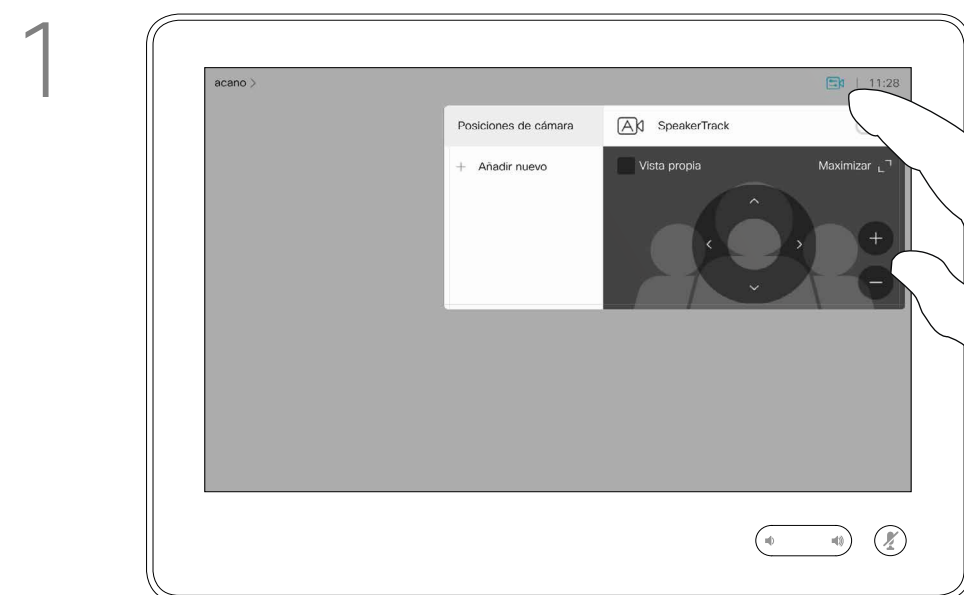 1
acano > 11:28
Posiciones de cámara SpeakerTrack
+ Añadir nuevo Vista propia Maximizar